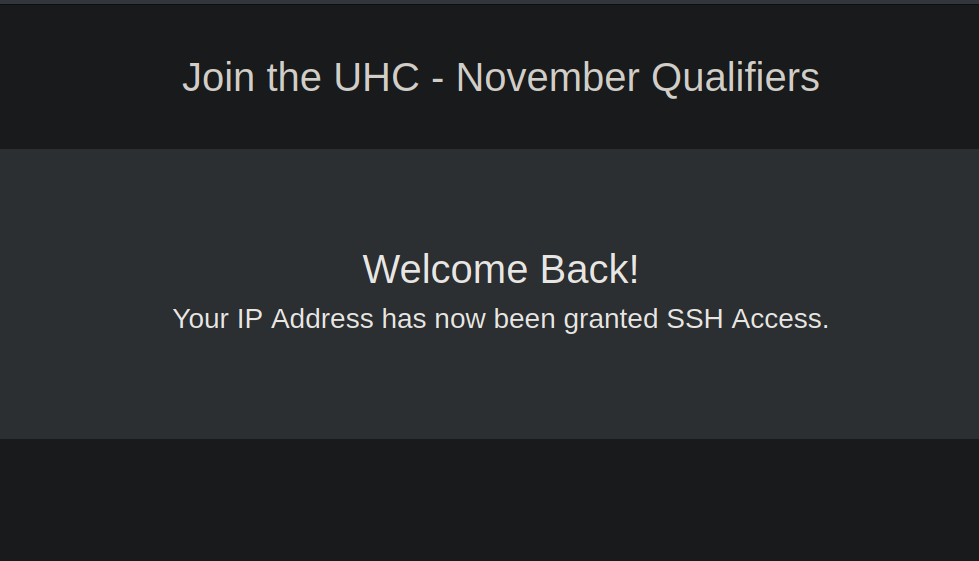 Join the UHC - November Qualifiers
Welcome Back!
Your IP Address has now been granted SSH Access.